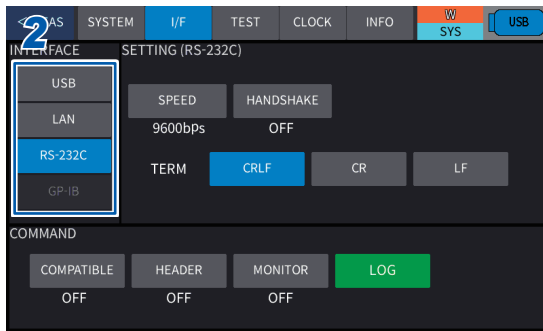 2
AS SYSTEM I/F TEST CLOCK INFO W SYS USB
INTERFACE SETTING (RS-232C)
USB
LAN
RS-232C
GP-IB
SPEED HANDSHAKE
9600bps OFF
TERM CRLF CR LF
COMMAND
COMPATIBLE HEADER MONITOR LOG
OFF OFF OFF